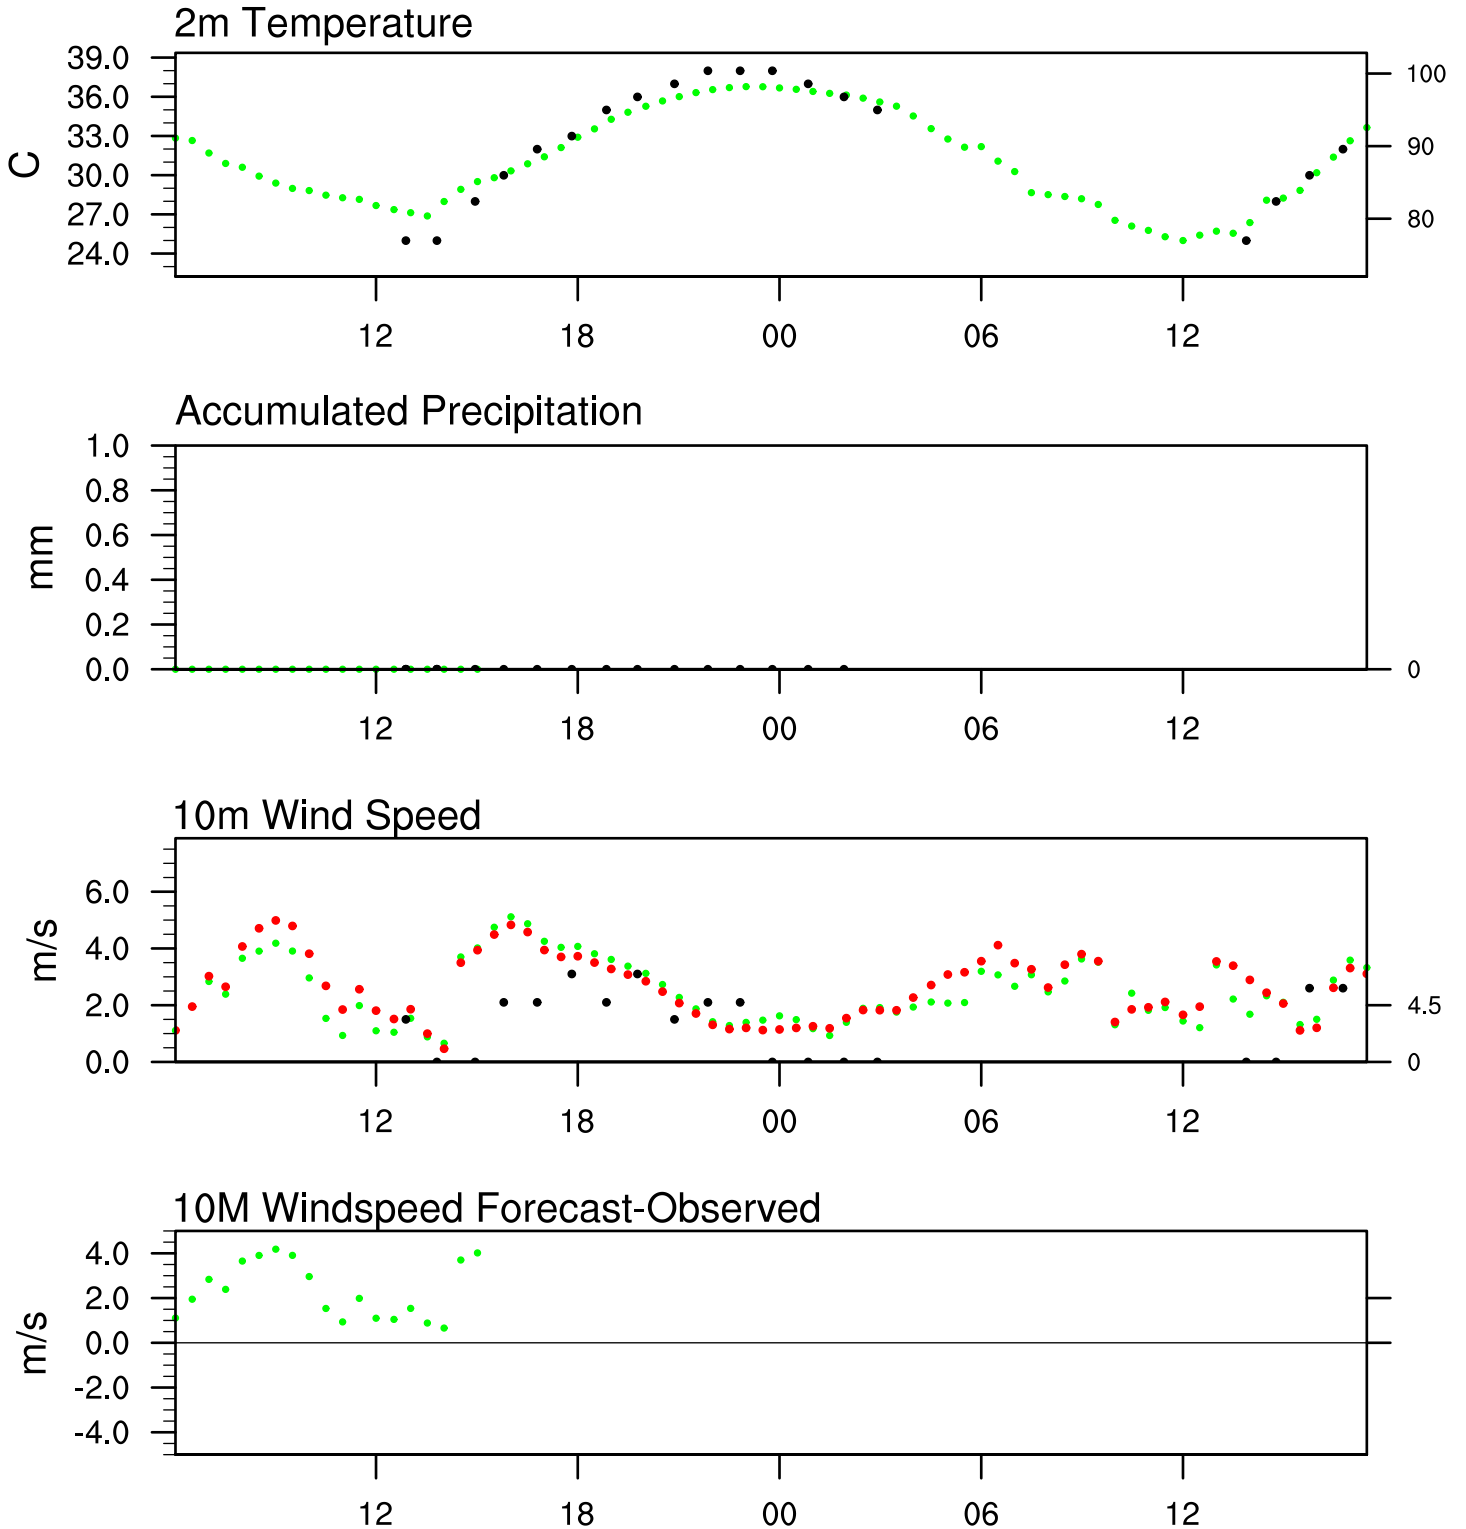 2m Temperature
39.0
36.0
33.0
30.0
27.0
24.0
C
100
90
80
12 18 00 06 12
Accumulated Precipitation
1.0
0.8
0.6
0.4
0.2
0.0
mm
0
12 18 00 06 12
10m Wind Speed
6.0
4.0
2.0
0.0
m/s
4.5
0
12 18 00 06 12
10M Windspeed Forecast-Observed
4.0
2.0
0.0
-2.0
-4.0
m/s
12 18 00 06 12